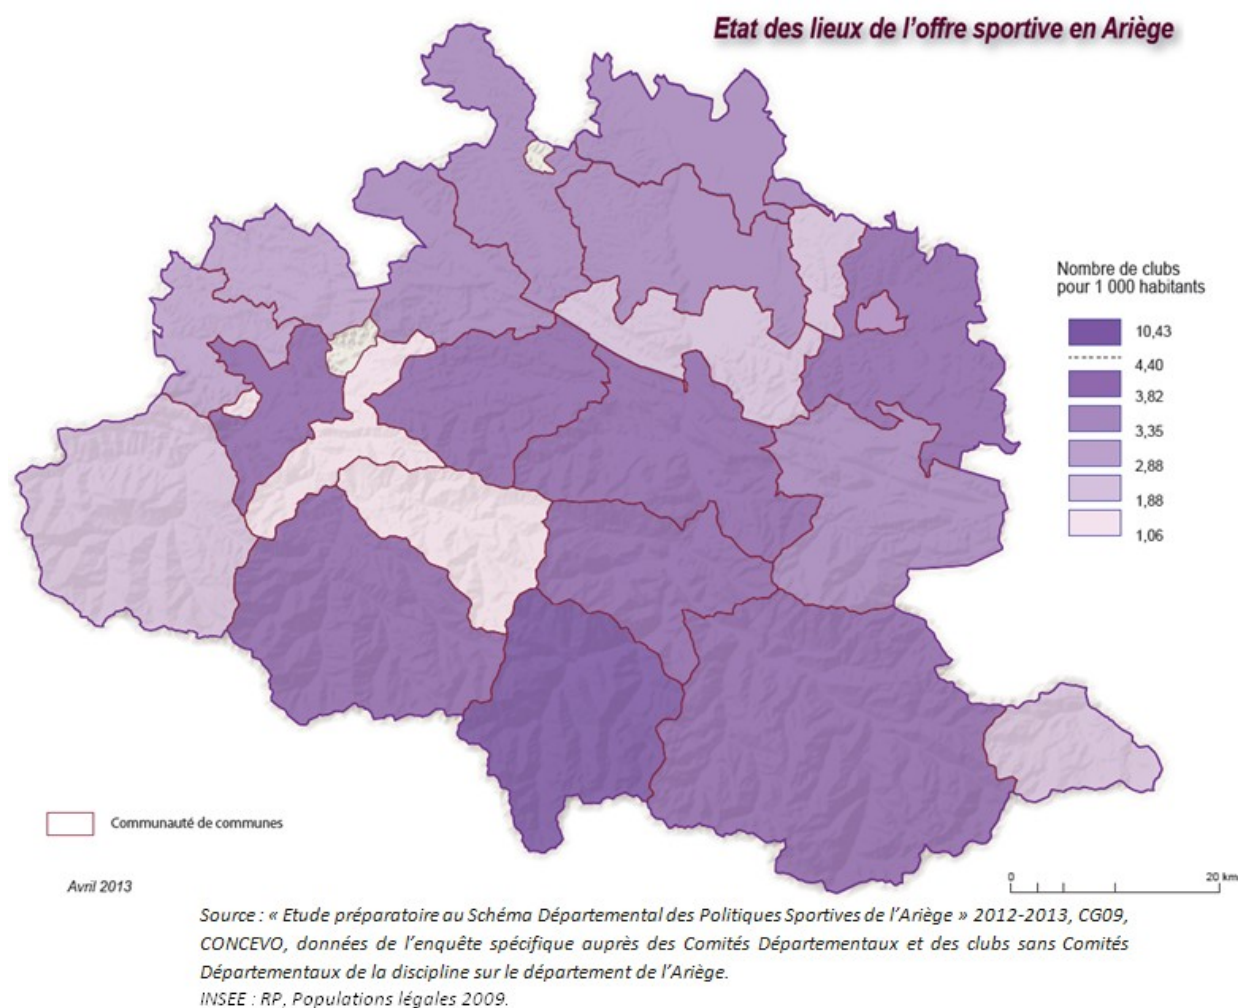 Etat des lieux de l'offre sportive en Ariège
Nombre de clubs
pour 1 000 habitants
10,43
4,40
3,82
3,35
2,88
1,88
1,06
Communauté de communes
Avril 2013
0
20 km
Source : « Etude préparatoire au Schéma Départemental des Politiques Sportives de l'Ariège » 2012-2013, CG09,
CONCEVO, données de l'enquête spécifique auprès des Comités Départementaux et des clubs sans Comités
Départementaux de la discipline sur le département de l'Ariège.
INSEE : RP, Populations légales 2009.